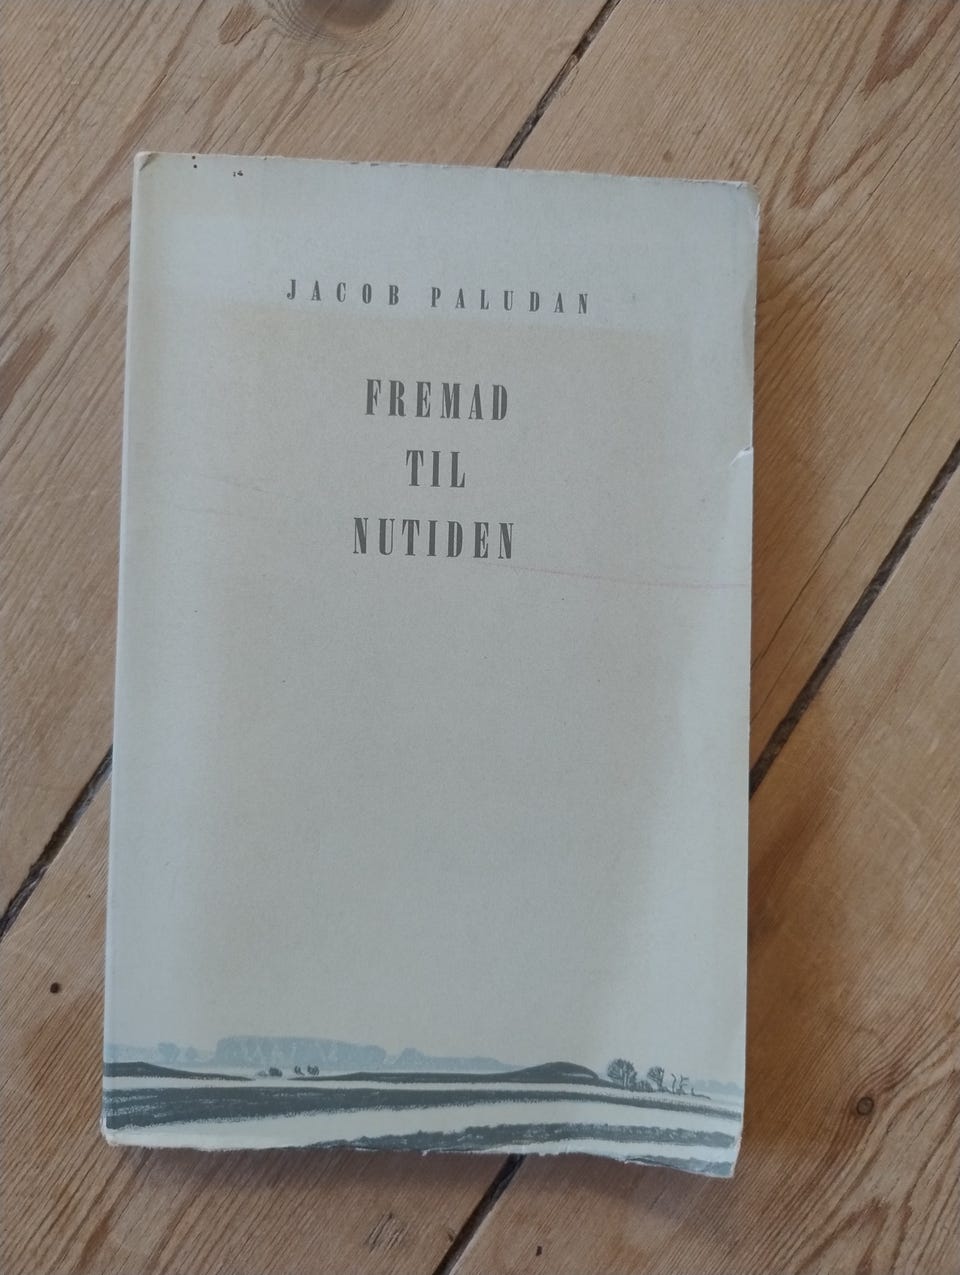 JACOB PALUDAN
FREMAD
TIL
NUTIDEN